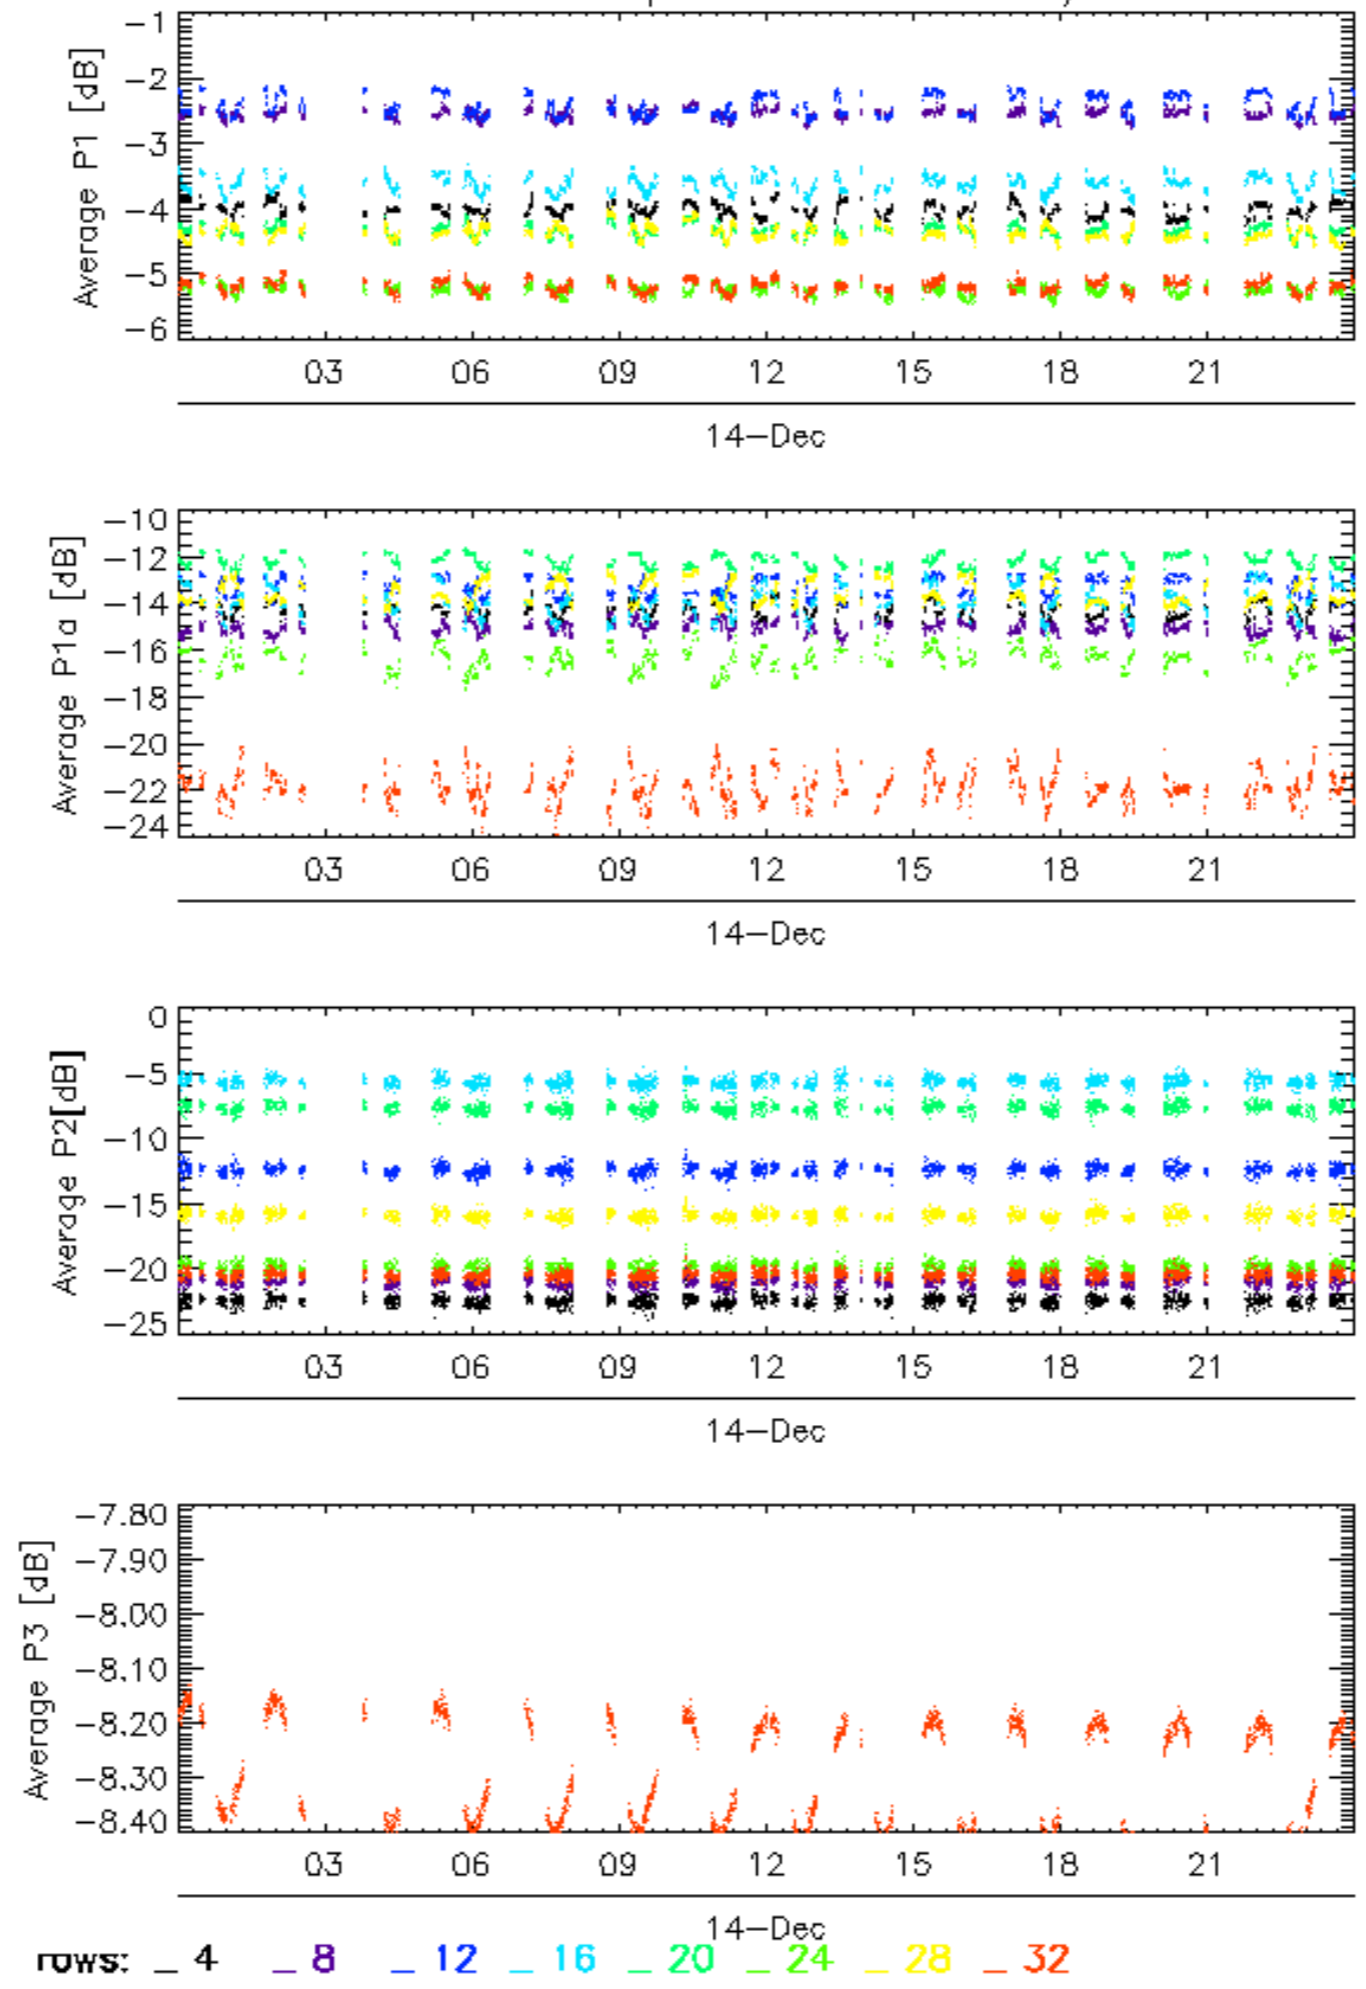 Average P1 [dB]
−1
−2
−3
−4
−5
−6
03 06 09 12 15 18 21
14−Dec
Average P1a [dB]
−10
−12
−14
−16
−18
−20
−22
−24
03 06 09 12 15 18 21
14−Dec
Average P2[dB]
0
−5
−10
−15
−20
−25
03 06 09 12 15 18 21
14−Dec
Average P3 [dB]
−7.80
−7.90
−8.00
−8.10
−8.20
−8.30
−8.40
03 06 09 12 15 18 21
14−Dec
rows: _ 4 _ 8 _ 12 _ 16 _ 20 _ 24 _ 28 _ 32